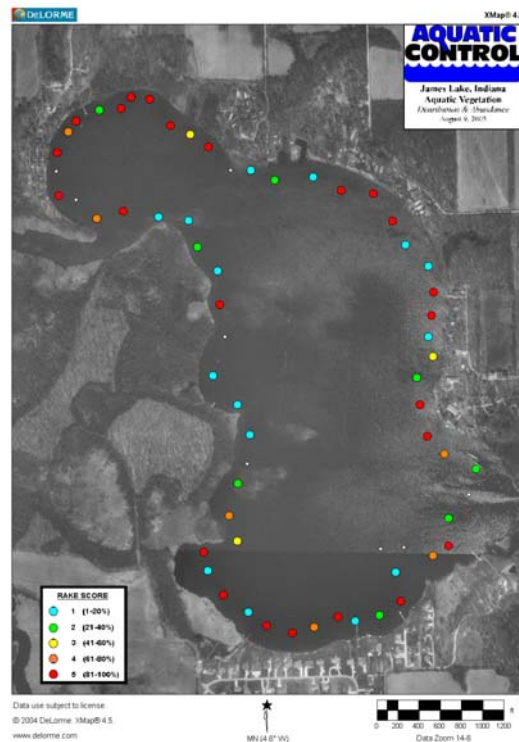 DELORME
XMap® 4.5
AQUATIC
CONTROL
James Lake, Indiana
Aquatic Vegetation
Distribution & Abundance
August 9, 2005
RAKE SCORE
1 (1-20%)
2 (21-40%)
3 (41-60%)
4 (61-80%)
5 (81-100%)
Data use subject to license.
© 2004 DeLorme. XMap® 4.5.
www.delorme.com
MN (4.6° W)
ft
0 200 400 600 800 1000 1200
Data Zoom 14-6